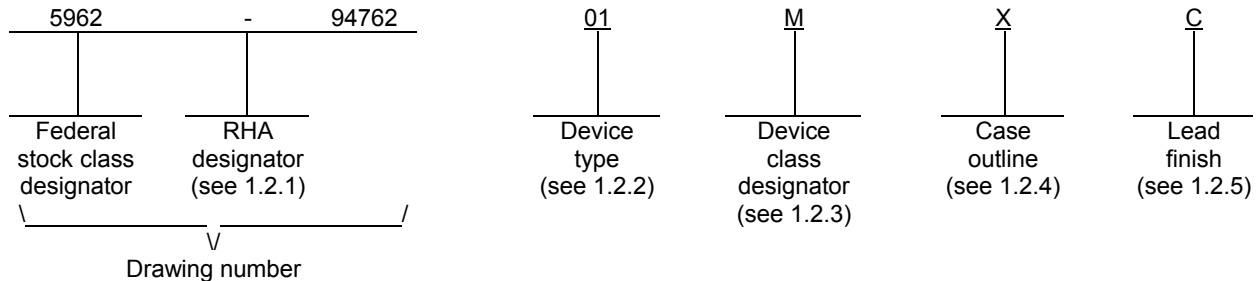 5962 - 94762 01 M X C
Federal stock class designator
RHA designator (see 1.2.1)
Device type (see 1.2.2)
Device class designator (see 1.2.3)
Case outline (see 1.2.4)
Lead finish (see 1.2.5)
\ /
\/
Drawing number